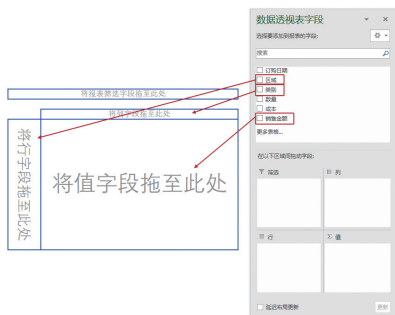 数据透视表字段
选择要添加到报表的字段:
搜索
订购日期
区域
类别
数量
成本
销售金额
更多表格...
在以下区域间拖动字段:
筛选
列
行
Σ 值
延迟布局更新
更新
将报表筛选字段拖至此处
将列字段拖至此处
将行字段拖至此处
将值字段拖至此处